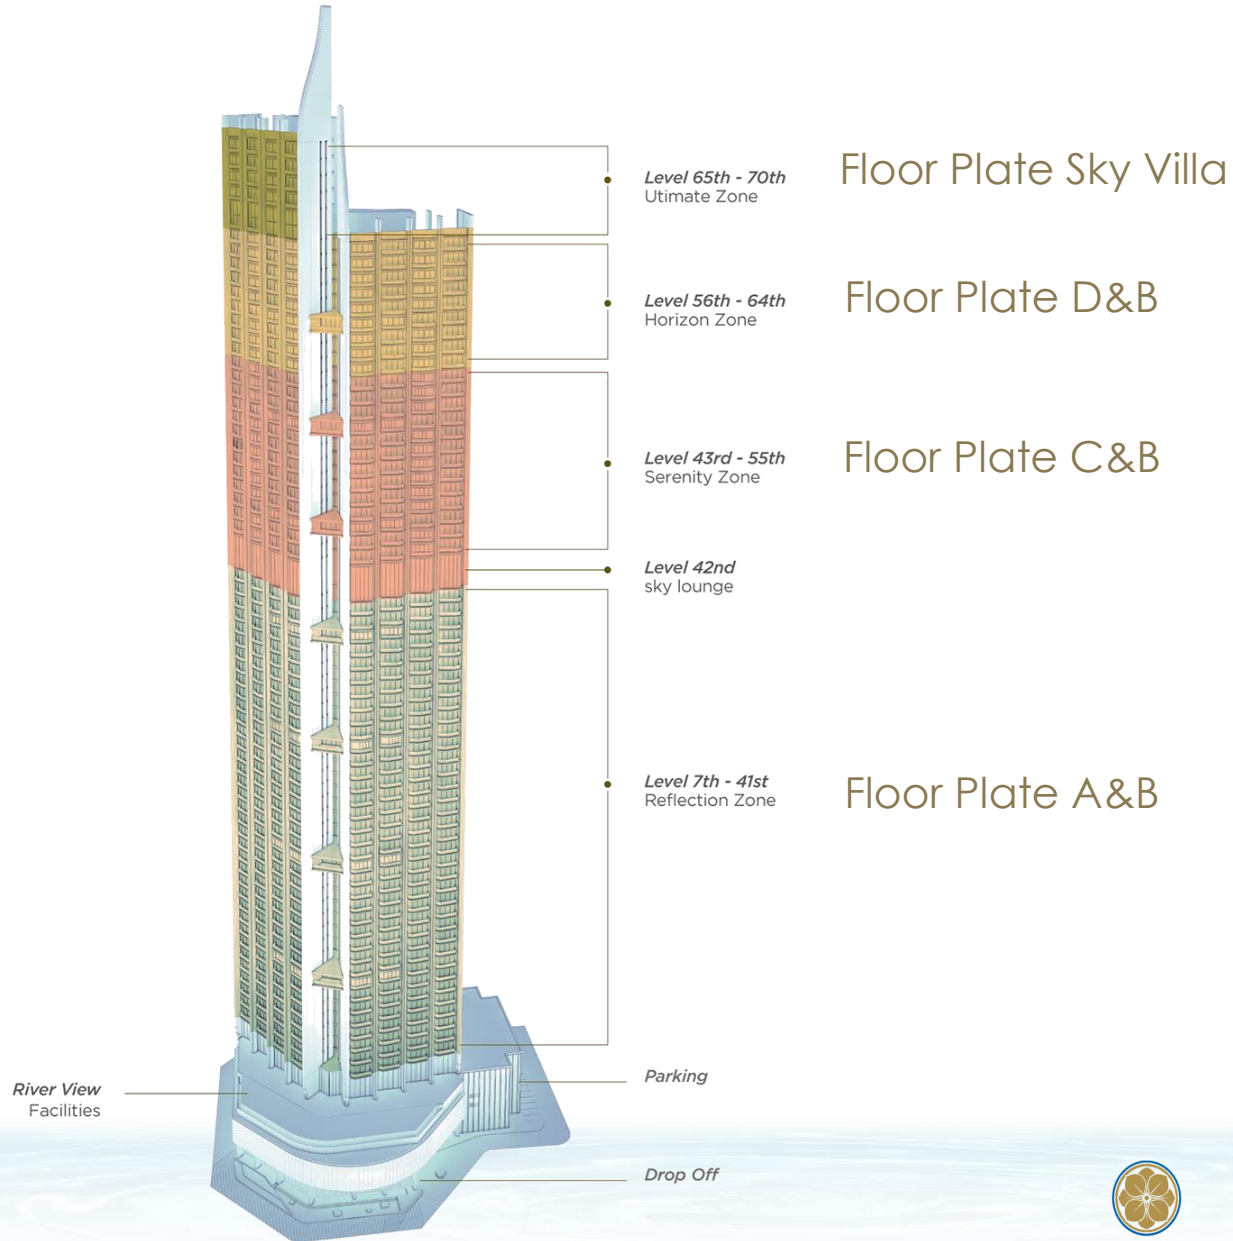 Level 65th - 70th
Utimate Zone
Floor Plate Sky Villa
Level 56th - 64th
Horizon Zone
Floor Plate D&B
Level 43rd - 55th
Serenity Zone
Floor Plate C&B
Level 42nd
sky lounge
Level 7th - 41st
Reflection Zone
Floor Plate A&B
River View
Facilities
Parking
Drop Off